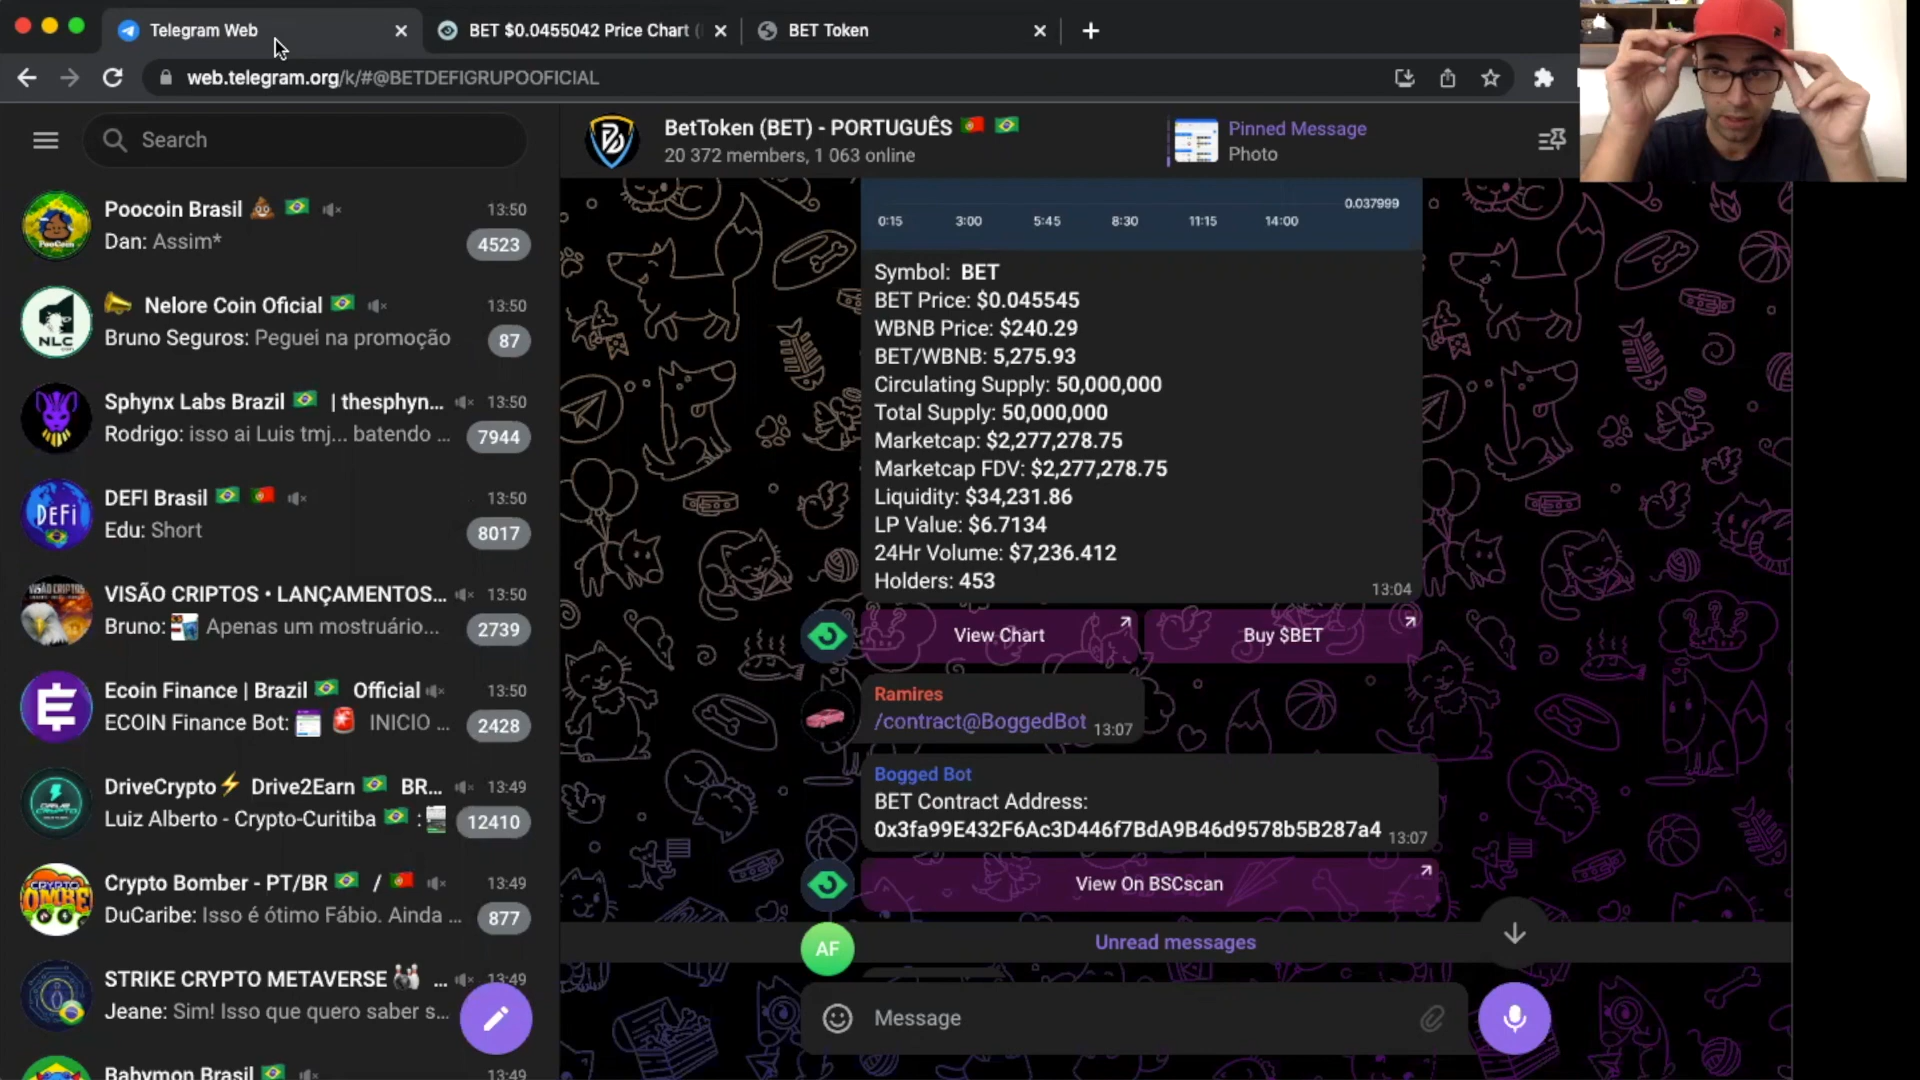 Telegram Web
BET $0.0455042 Price Chart (
BET Token
web.telegram.org/k/#@BETDEFIGRUPOOFICIAL
Search
Poocoin Brasil 💩 🇧🇷 13:50
Dan: Assim* 4523
📣 Nelore Coin Oficial 🇧🇷 13:50
Bruno Seguros: Peguei na promoção 87
NLC
Sphynx Labs Brazil 🇧🇷 | thesphyn... 13:50
Rodrigo: isso ai Luis tmj... batendo ... 7944
DEFI Brasil 🇧🇷 🇵🇹 13:50
Edu: Short 8017
DEFi
VISÃO CRIPTOS • LANÇAMENTOS... 13:50
Bruno: Apenas um mostruário... 2739
Ecoin Finance | Brazil 🇧🇷 Official 13:50
ECOIN Finance Bot: 🚨 INICIO ... 2428
DriveCrypto⚡ Drive2Earn 🇧🇷 BR... 13:49
Luiz Alberto - Crypto-Curitiba 🇧🇷 : 12410
Crypto Bomber - PT/BR 🇧🇷 / 🇵🇹 13:49
DuCaribe: Isso é ótimo Fábio. Ainda ... 877
STRIKE CRYPTO METAVERSE 🎳 ... 13:49
Jeane: Sim! Isso que quero saber s...
Babymon Brasil 🇧🇷 13:49
BetToken (BET) - PORTUGUÊS 🇵🇹 🇧🇷
20 372 members, 1 063 online
Pinned Message
Photo
0.037999
0:15 3:00 5:45 8:30 11:15 14:00
Symbol: BET
BET Price: $0.045545
WBNB Price: $240.29
BET/WBNB: 5,275.93
Circulating Supply: 50,000,000
Total Supply: 50,000,000
Marketcap: $2,277,278.75
Marketcap FDV: $2,277,278.75
Liquidity: $34,231.86
LP Value: $6.7134
24Hr Volume: $7,236.412
Holders: 453
13:04
View Chart
Buy $BET
Ramires
/contract@BoggedBot 13:07
Bogged Bot
BET Contract Address:
0x3fa99E432F6Ac3D446f7BdA9B46d9578b5B287a4 13:07
View On BSCscan
AF
Unread messages
Message